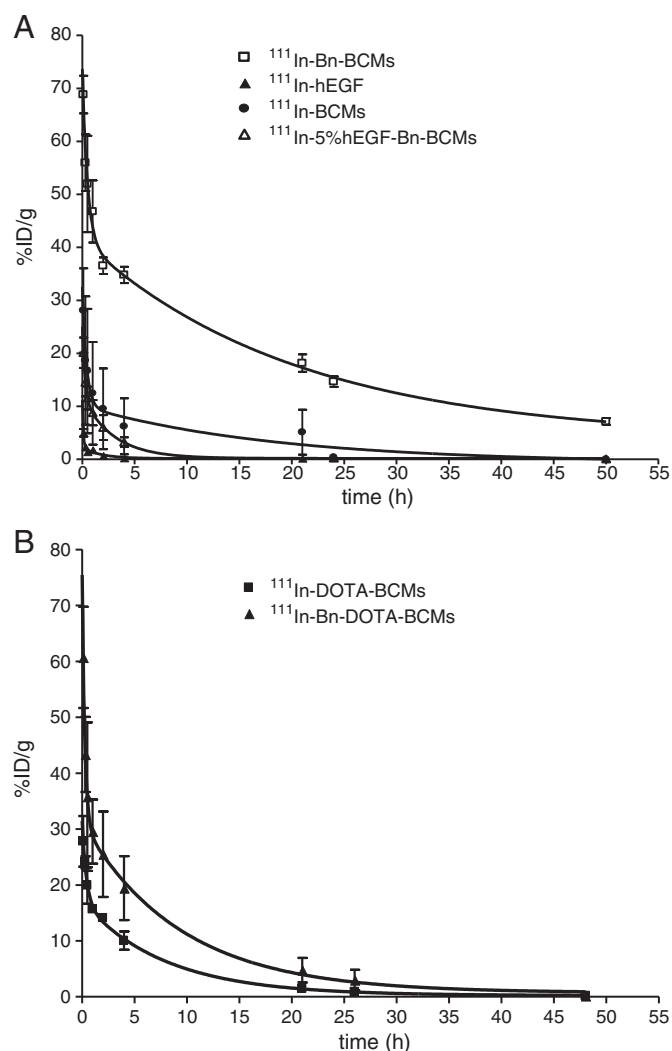 A
80
70
60
50
40
30
20
10
0
%ID/g
¹¹¹In-Bn-BCMs
¹¹¹In-hEGF
¹¹¹In-BCMs
¹¹¹In-5%hEGF-Bn-BCMs
0 5 10 15 20 25 30 35 40 45 50 55
time (h)
B
80
70
60
50
40
30
20
10
0
%ID/g
¹¹¹In-DOTA-BCMs
¹¹¹In-Bn-DOTA-BCMs
0 5 10 15 20 25 30 35 40 45 50 55
time (h)